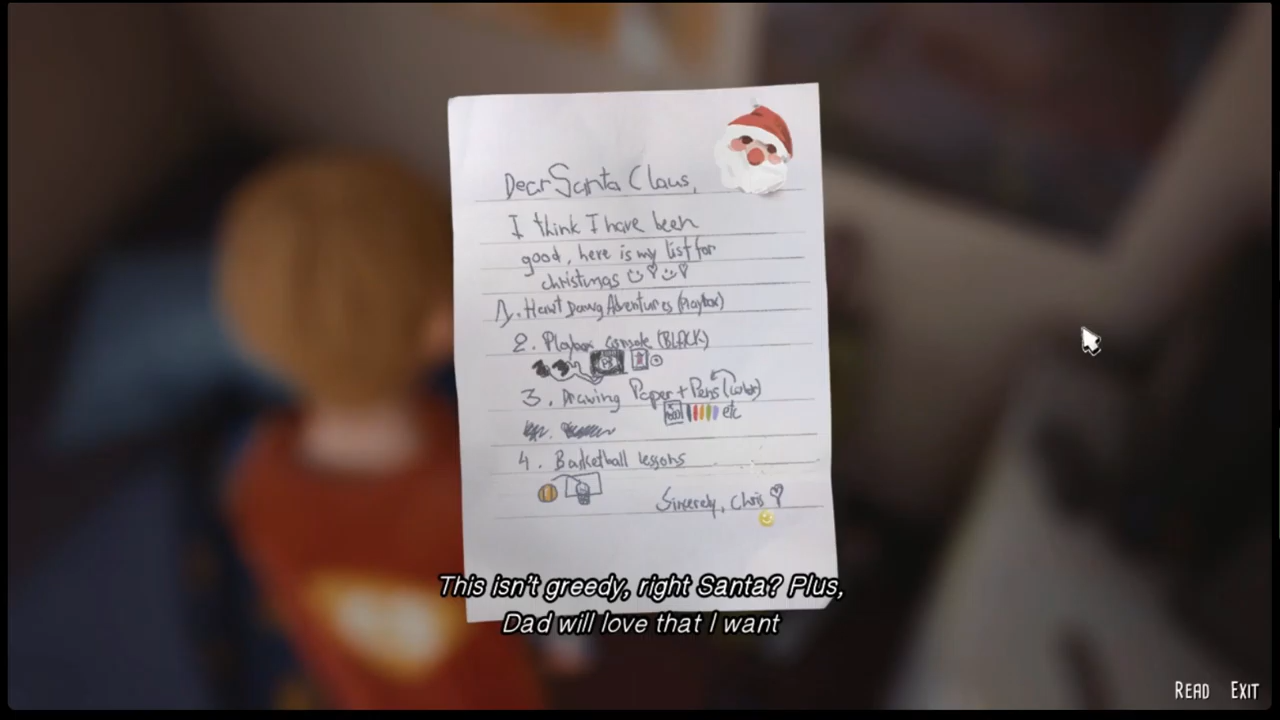 Dear Santa Claus,
I think I have been
good, here is my list for
christmas
1. Hawt Dawg Adventures (Playbox)
2. Playbox console (BLACK)
3. Drawing Paper + Pens (color)
etc
4. Basketball lessons
Sincerely, Chris
This isn't greedy, right Santa? Plus,
Dad will love that I want
READ EXIT